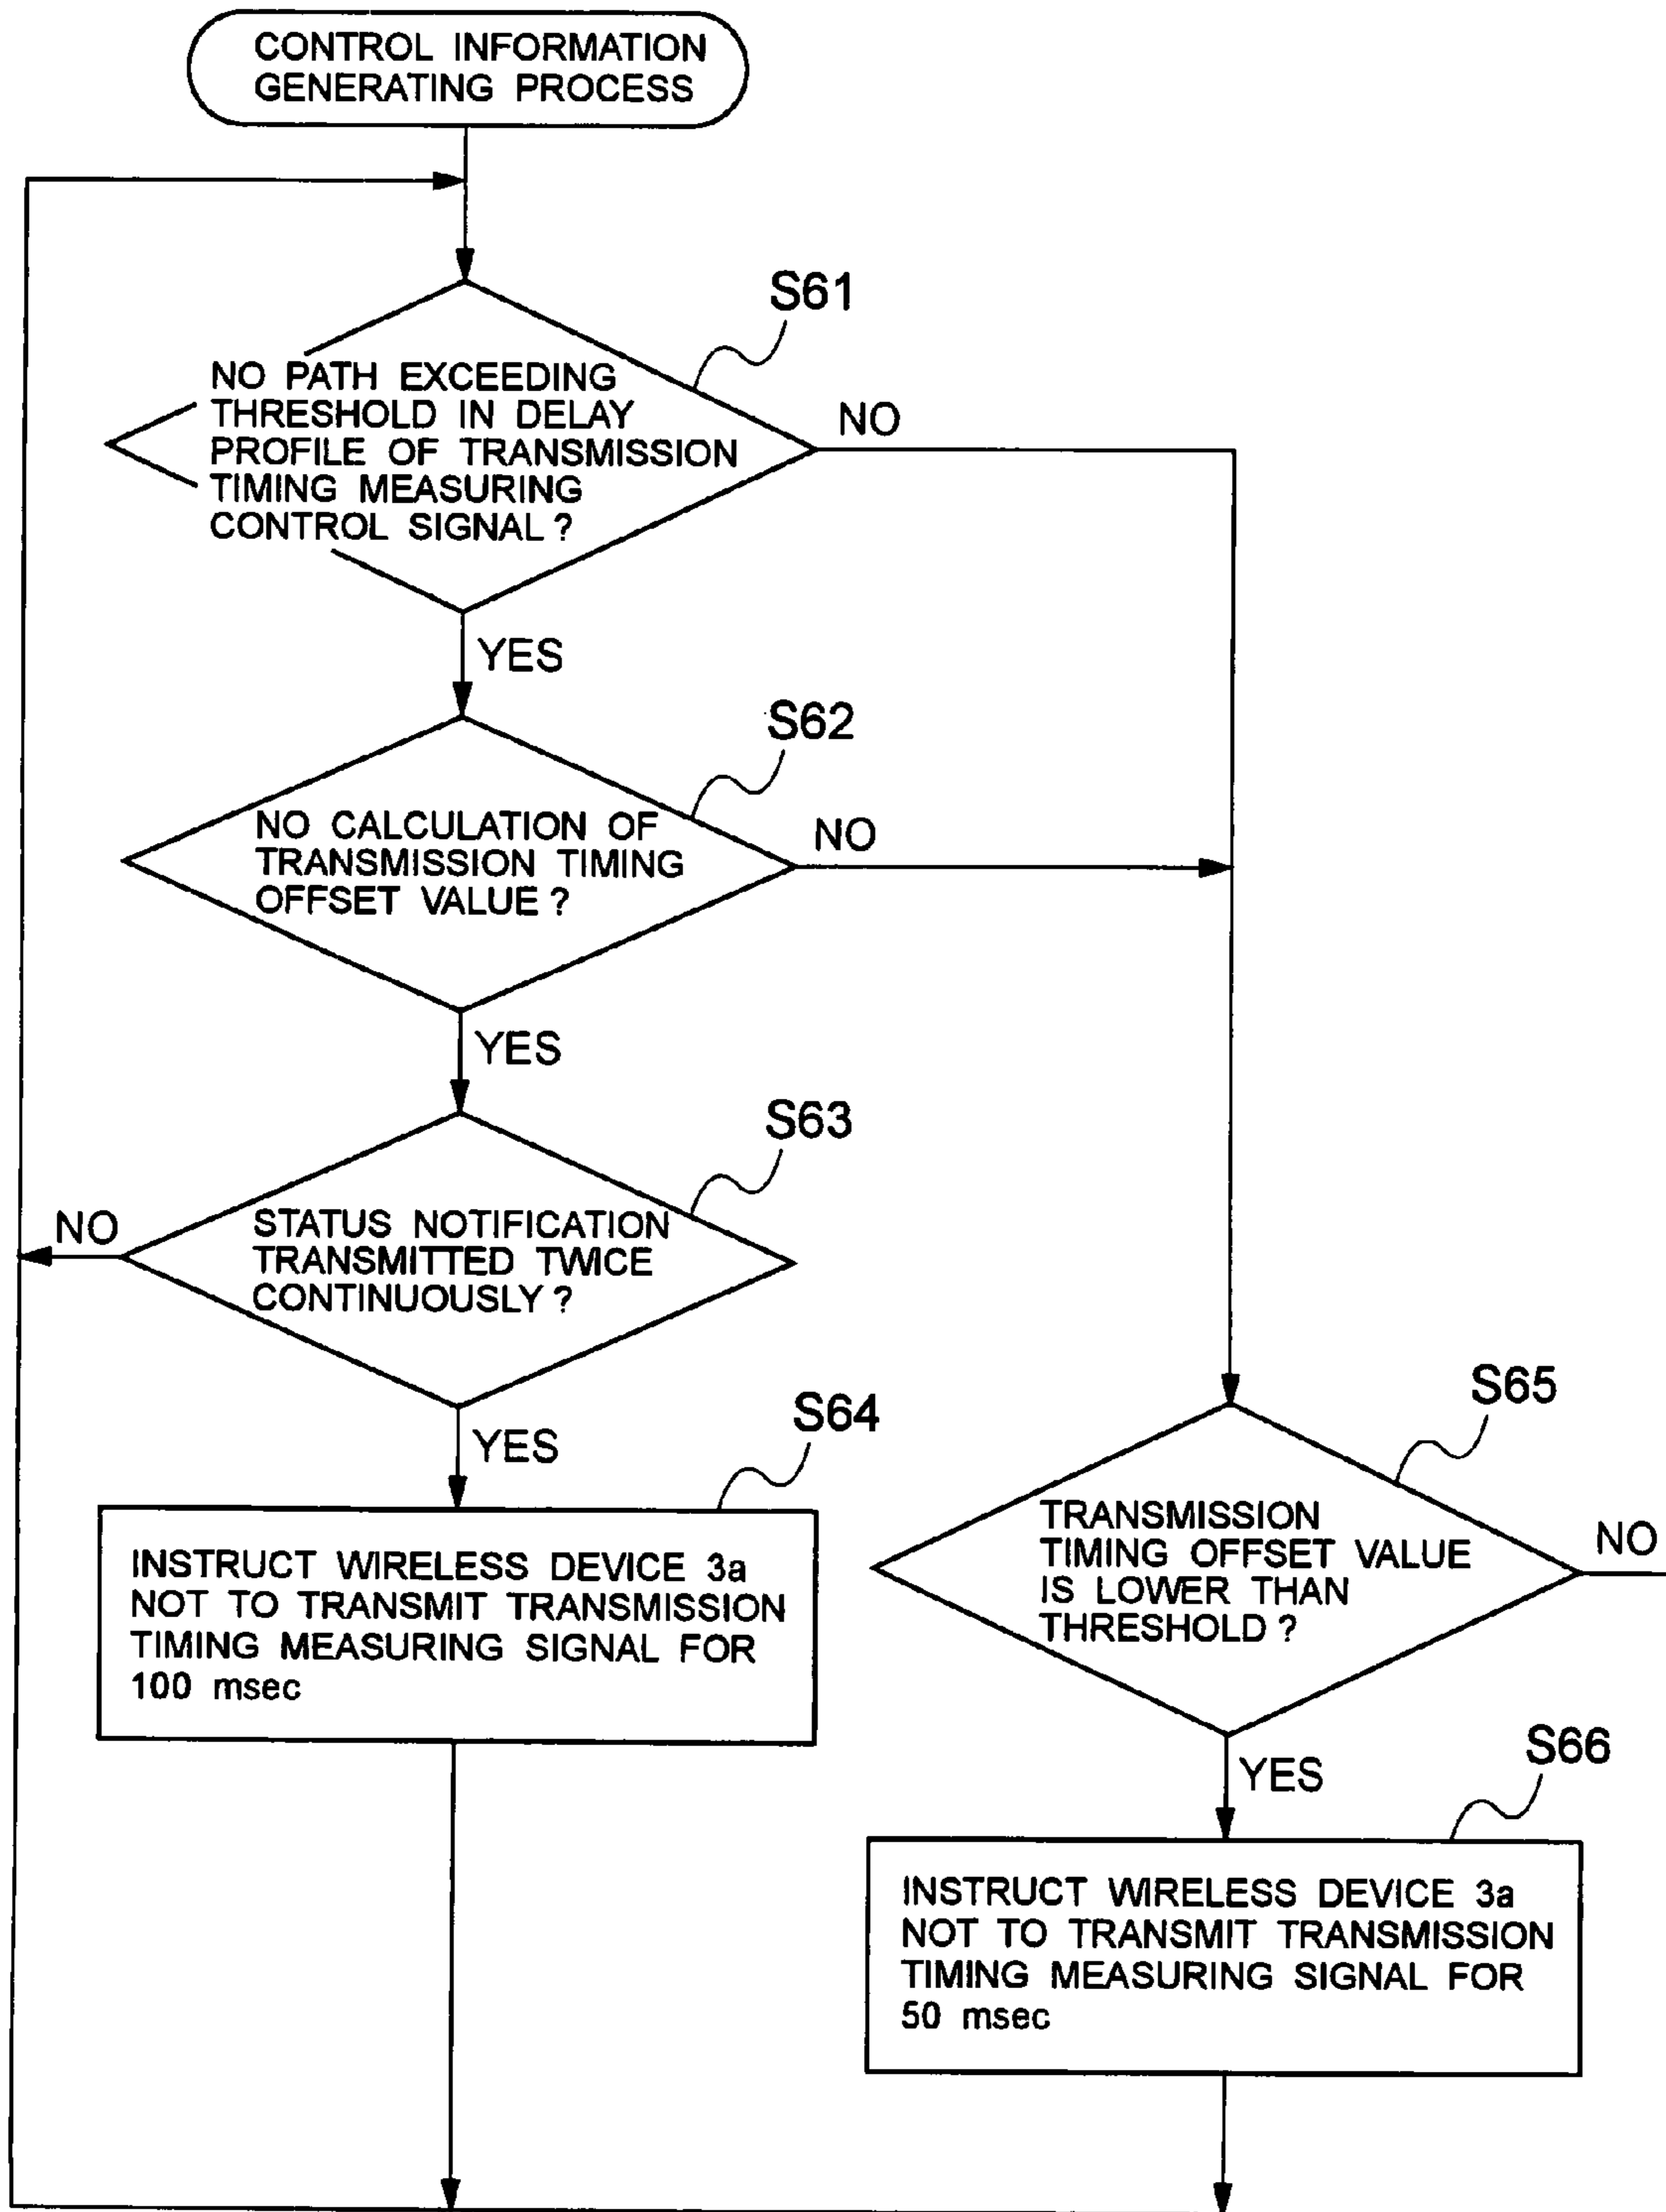 CONTROL INFORMATION
GENERATING PROCESS
S61
NO PATH EXCEEDING
THRESHOLD IN DELAY
PROFILE OF TRANSMISSION
TIMING MEASURING
CONTROL SIGNAL ?
NO
YES
S62
NO CALCULATION OF
TRANSMISSION TIMING
OFFSET VALUE ?
NO
YES
S63
NO
STATUS NOTIFICATION
TRANSMITTED TWICE
CONTINUOUSLY ?
YES
S64
INSTRUCT WIRELESS DEVICE 3a
NOT TO TRANSMIT TRANSMISSION
TIMING MEASURING SIGNAL FOR
100 msec
S65
TRANSMISSION
TIMING OFFSET VALUE
IS LOWER THAN
THRESHOLD ?
NO
YES
S66
INSTRUCT WIRELESS DEVICE 3a
NOT TO TRANSMIT TRANSMISSION
TIMING MEASURING SIGNAL FOR
50 msec